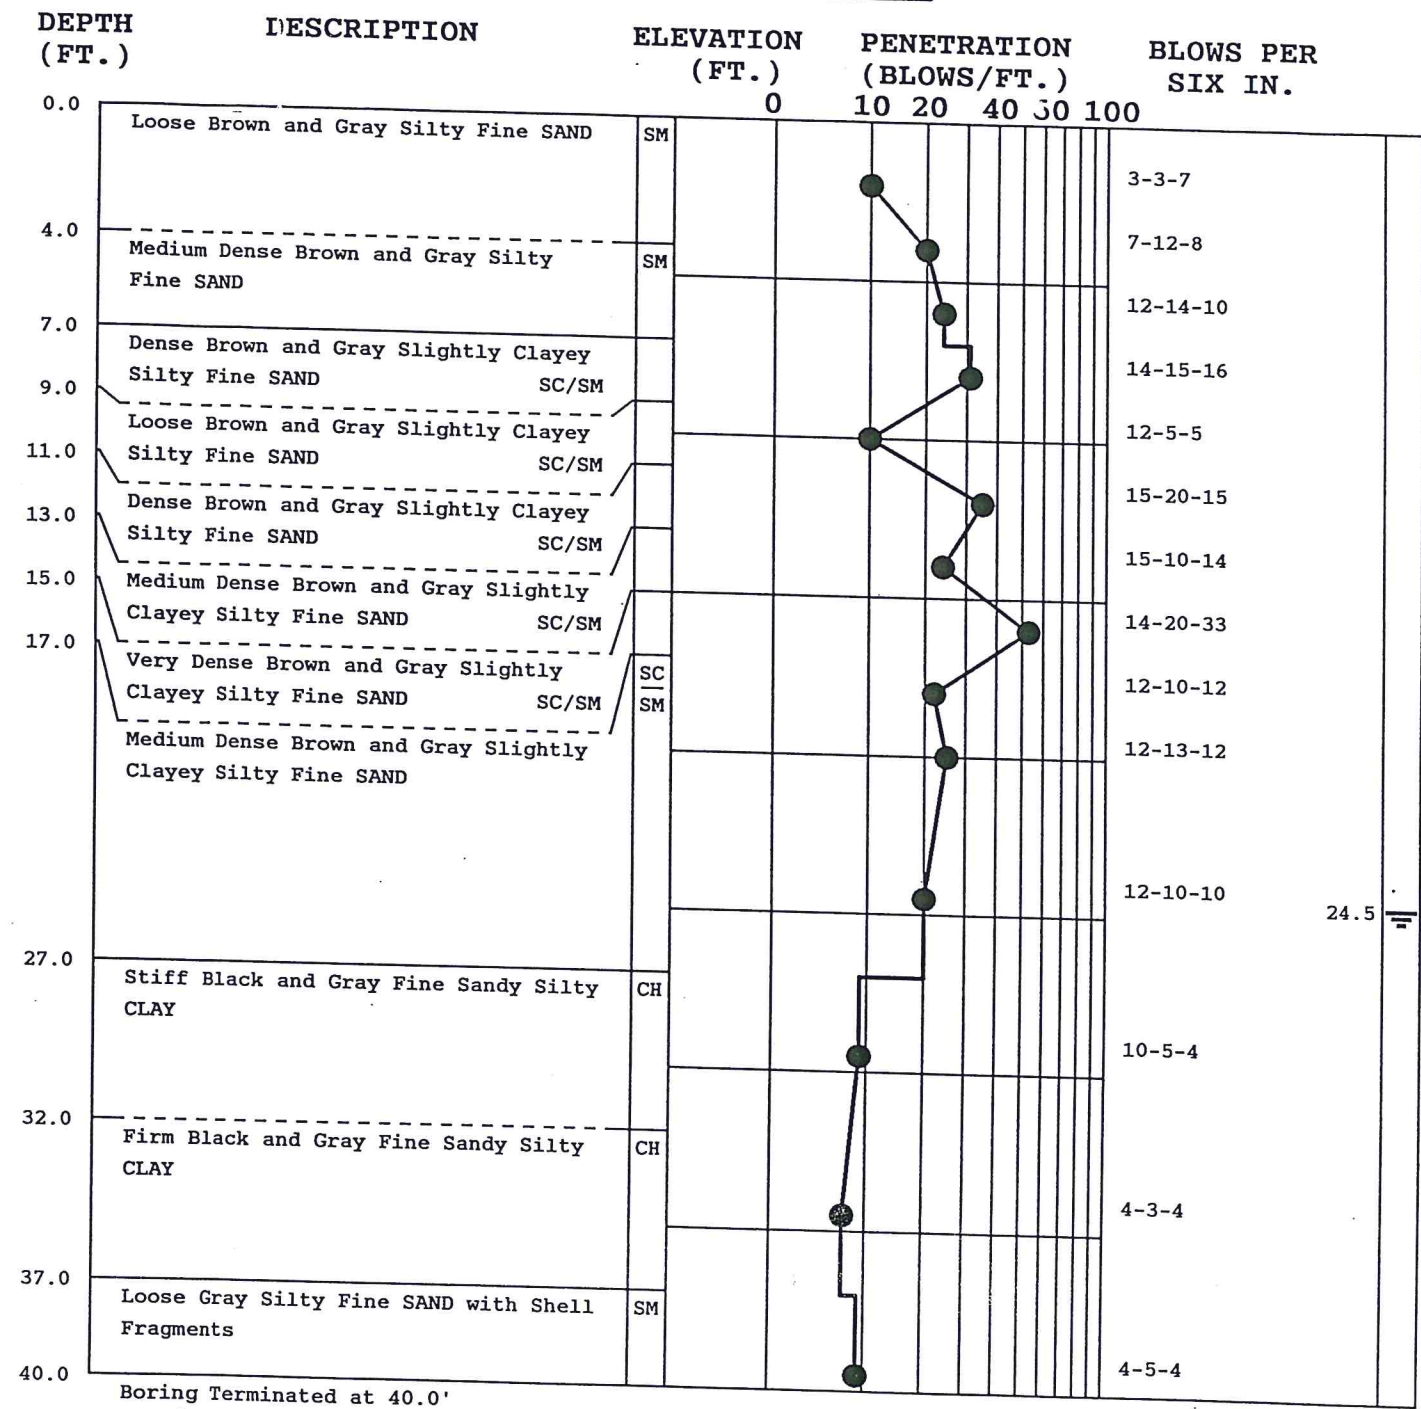 DEPTH
(FT.)
DESCRIPTION
ELEVATION
(FT.)
PENETRATION
(BLOWS/FT.)
BLOWS PER
SIX IN.
0 10 20 40 100
0.0
Loose Brown and Gray Silty Fine SAND
SM
3-3-7
4.0
Medium Dense Brown and Gray Silty
Fine SAND
SM
7-12-8
12-14-10
7.0
Dense Brown and Gray Slightly Clayey
Silty Fine SAND SC/SM
14-15-16
9.0
Loose Brown and Gray Slightly Clayey
Silty Fine SAND SC/SM
12-5-5
11.0
Dense Brown and Gray Slightly Clayey
Silty Fine SAND SC/SM
15-20-15
13.0
Medium Dense Brown and Gray Slightly
Clayey Silty Fine SAND SC/SM
15-10-14
15.0
Very Dense Brown and Gray Slightly
Clayey Silty Fine SAND SC/SM
14-20-33
17.0
Medium Dense Brown and Gray Slightly
Clayey Silty Fine SAND
SC
SM
12-10-12
12-13-12
12-10-10
24.5
27.0
Stiff Black and Gray Fine Sandy Silty
CLAY
CH
10-5-4
32.0
Firm Black and Gray Fine Sandy Silty
CLAY
CH
4-3-4
37.0
Loose Gray Silty Fine SAND with Shell
Fragments
SM
4-5-4
40.0
Boring Terminated at 40.0'